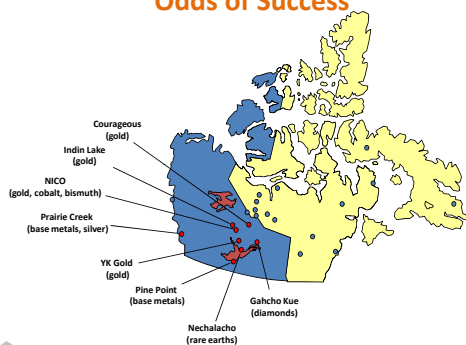 Odds of Success
Courageous
(gold)
Indin Lake
(gold)
NICO
(gold, cobalt, bismuth)
Prairie Creek
(base metals, silver)
YK Gold
(gold)
Pine Point
(base metals)
Nechalacho
(rare earths)
Gahcho Kue
(diamonds)